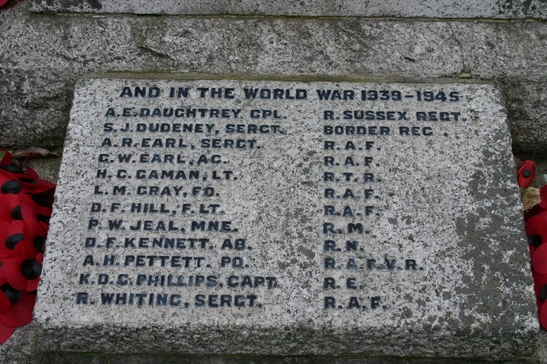 AND IN THE WORLD WAR 1939-1945
A.E. DAUGHTREY, CPL. R. SUSSEX REGT.
S.J. DUDENEY, SERGT. BORDER REG.
A.R. EARL, SERGT. R.A.F.
G.W. EARL, AC. R.A.F.
H.C. GAMAN, LT. R.T.R.
L.M. GRAY, FO. R.A.F.
D.F. HILL, F.LT. R.A.F.
P.W. JEAL, MNE. R.M.
D.F. KENNETT, AB. R.N.
A.H. PETTETT, PO. R.A.F.V.R.
K.D.G. PHILLIPS, CAPT. R.E.
R. WHITING, SERGT. R.A.F.